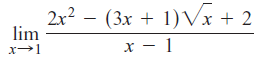 lim 2x² − (3x + 1)√x + 2
x→1 x − 1